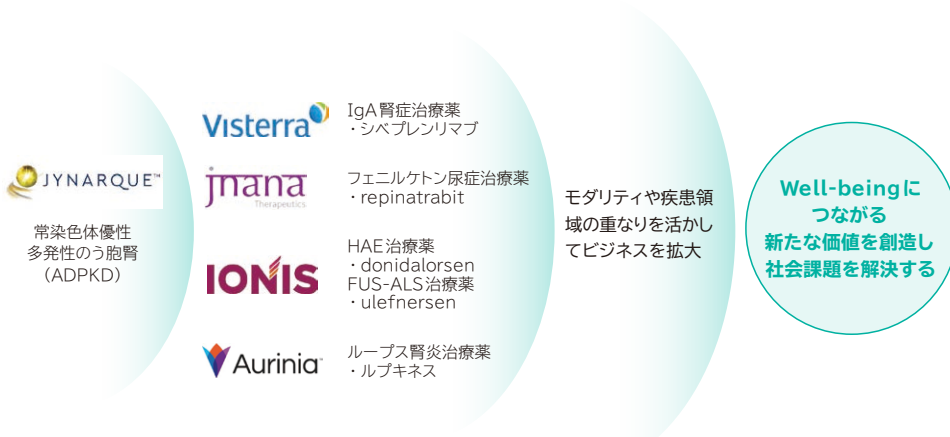 JYNARQUE™
常染色体優性
多発性のう胞腎
（ADPKD）
Visterra
IgA腎症治療薬
・シベプレンリマブ
jnana
Therapeutics
フェニルケトン尿症治療薬
・repinatrabit
IONIS
HAE治療薬
・donidalorsen
FUS-ALS治療薬
・ulefnersen
Aurinia
ループス腎炎治療薬
・ルプキネス
モダリティや疾患領
域の重なりを活かし
てビジネスを拡大
Well-beingに
つながる
新たな価値を創造し
社会課題を解決する